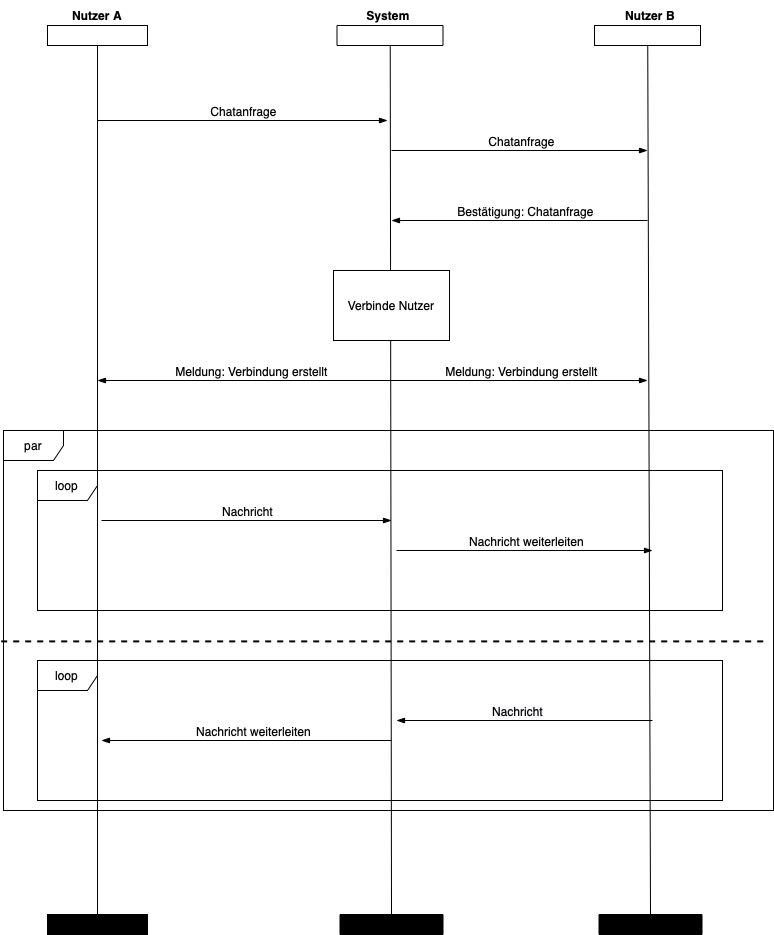 Nutzer A
System
Nutzer B
Chatanfrage
Chatanfrage
Bestätigung: Chatanfrage
Verbinde Nutzer
Meldung: Verbindung erstellt
Meldung: Verbindung erstellt
par
loop
Nachricht
Nachricht weiterleiten
loop
Nachricht
Nachricht weiterleiten